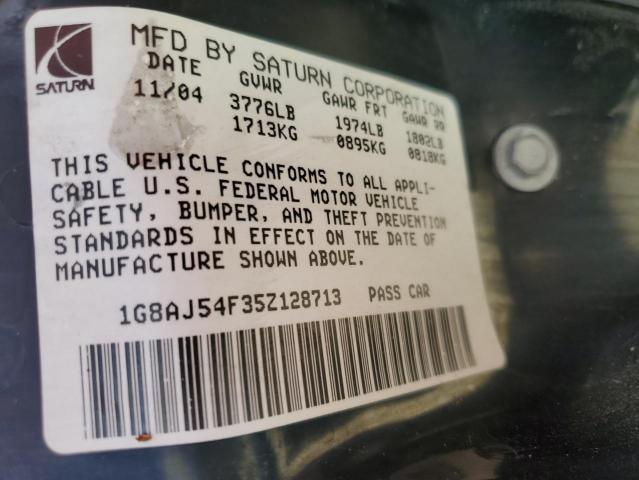 SATURN
MFD BY SATURN CORPORATION
DATE GVWR GAWR FRT GAWR RR
11/04 3776LB 1974LB 1802LB
1713KG 0895KG 0818KG
THIS VEHICLE CONFORMS TO ALL APPLI-
CABLE U.S. FEDERAL MOTOR VEHICLE
SAFETY, BUMPER, AND THEFT PREVENTION
STANDARDS IN EFFECT ON THE DATE OF
MANUFACTURE SHOWN ABOVE.
1G8AJ54F35Z128713 PASS CAR